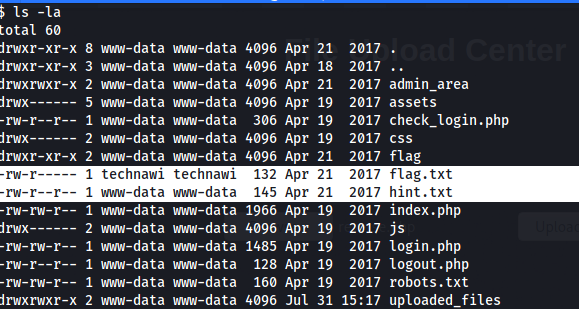 $ ls -la
total 60
drwxr-xr-x 8 www-data www-data 4096 Apr 21  2017 .
drwxr-xr-x 3 www-data www-data 4096 Apr 18  2017 ..
drwxrwxr-x 2 www-data www-data 4096 Apr 21  2017 admin_area
drwx------ 5 www-data www-data 4096 Apr 19  2017 assets
-rw-r--r-- 1 www-data www-data  306 Apr 19  2017 check_login.php
drwx------ 2 www-data www-data 4096 Apr 19  2017 css
drwxr-xr-x 2 www-data www-data 4096 Apr 21  2017 flag
-rw-r----- 1 technawi technawi  132 Apr 21  2017 flag.txt
-rw-r--r-- 1 www-data www-data  145 Apr 21  2017 hint.txt
-rw-r--r-- 1 www-data www-data 1966 Apr 19  2017 index.php
drwx------ 2 www-data www-data 4096 Apr 19  2017 js
-rw-r--r-- 1 www-data www-data 1485 Apr 19  2017 login.php
-rw-r--r-- 1 www-data www-data  128 Apr 19  2017 logout.php
-rw-r--r-- 1 www-data www-data  160 Apr 19  2017 robots.txt
drwxrwxr-x 2 www-data www-data 4096 Jul 31 15:17 uploaded_files
File Upload Center
Upload